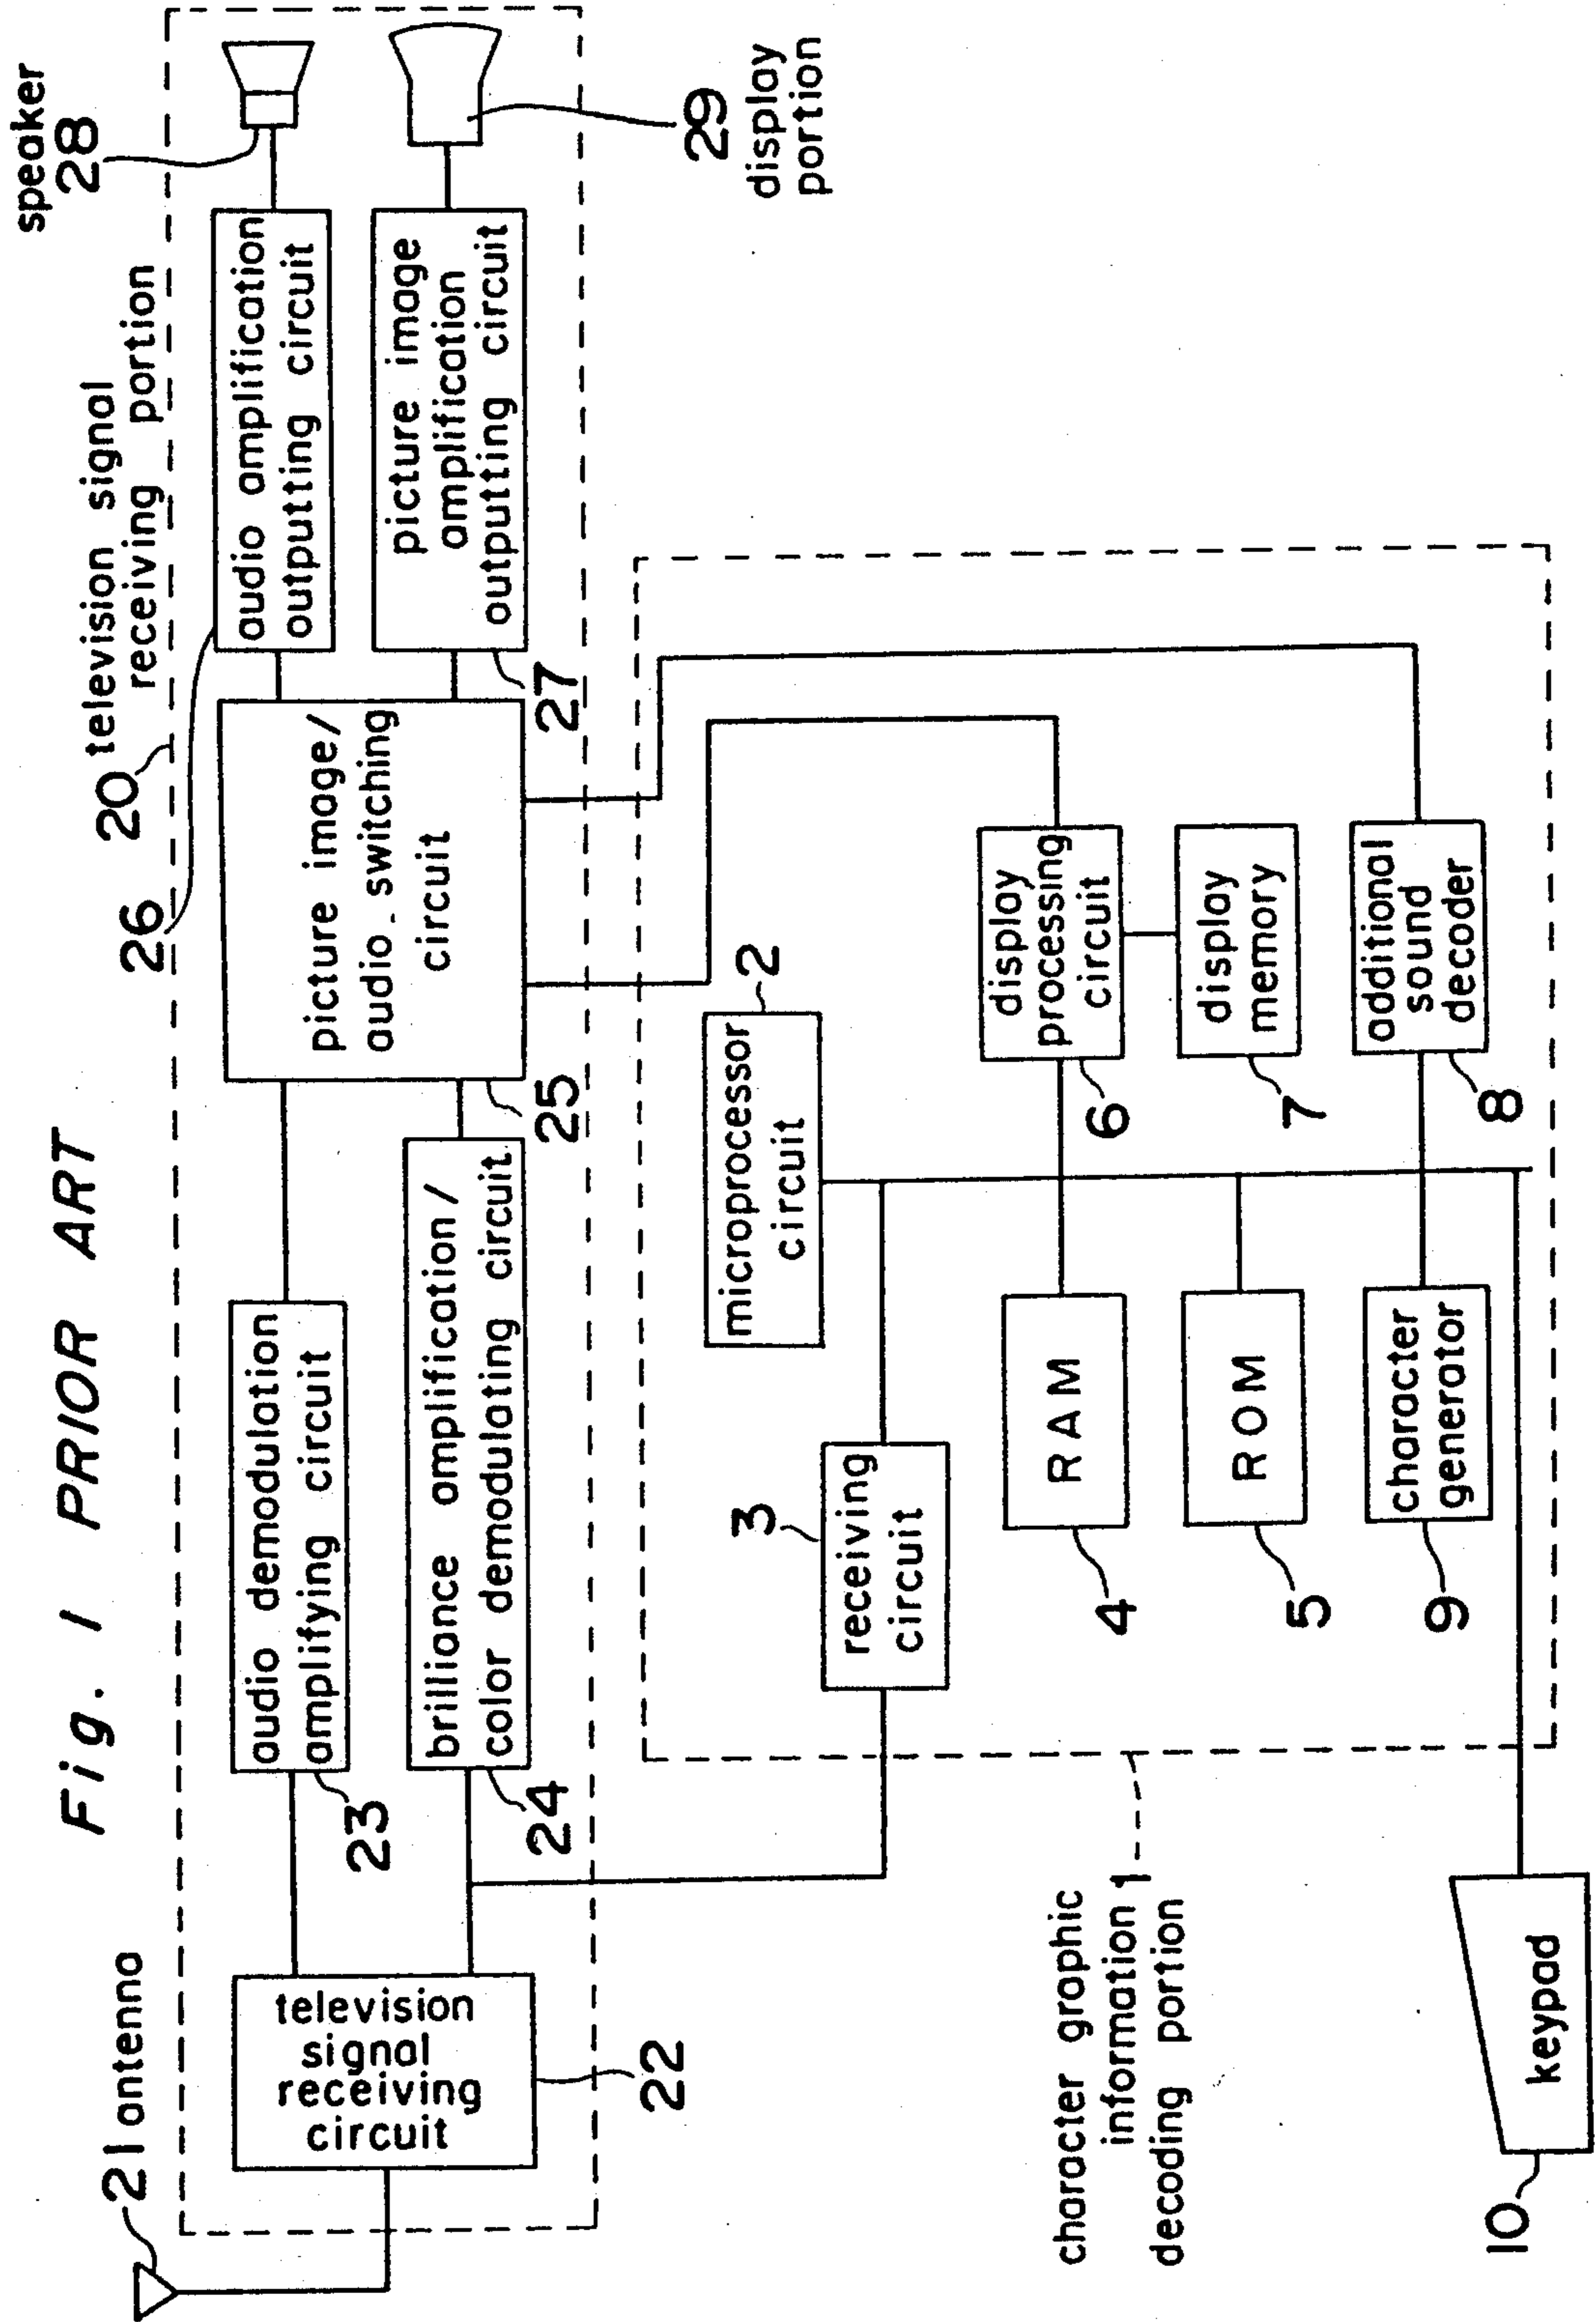 Fig. 1 PRIOR ART
21 antenna
television
signal
receiving
circuit
22
audio demodulation
amplifying circuit
23
brilliance amplification/
color demodulating circuit
24
picture image/
audio switching
circuit
25
20 television signal
receiving portion
26
audio amplification
outputting circuit
picture image
amplification
outputting circuit
27
speaker
28
29
display
portion
character graphic
information 1
decoding portion
3
receiving
circuit
microprocessor
circuit
2
RAM
4
ROM
5
character
generator
9
display
processing
circuit
6
display
memory
7
additional
sound
decoder
8
keypad
10